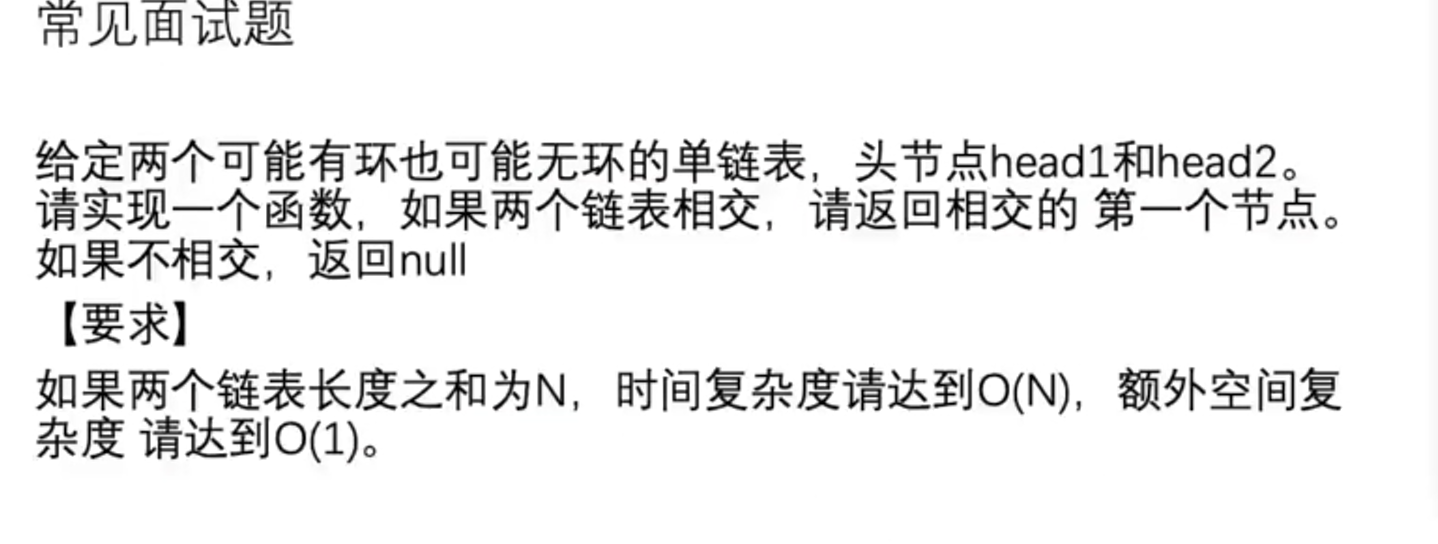 常见面试题
给定两个可能有环也可能无环的单链表，头节点head1和head2。
请实现一个函数，如果两个链表相交，请返回相交的 第一个节点。
如果不相交，返回null
【要求】
如果两个链表长度之和为N，时间复杂度请达到O(N)，额外空间复
杂度 请达到O(1)。